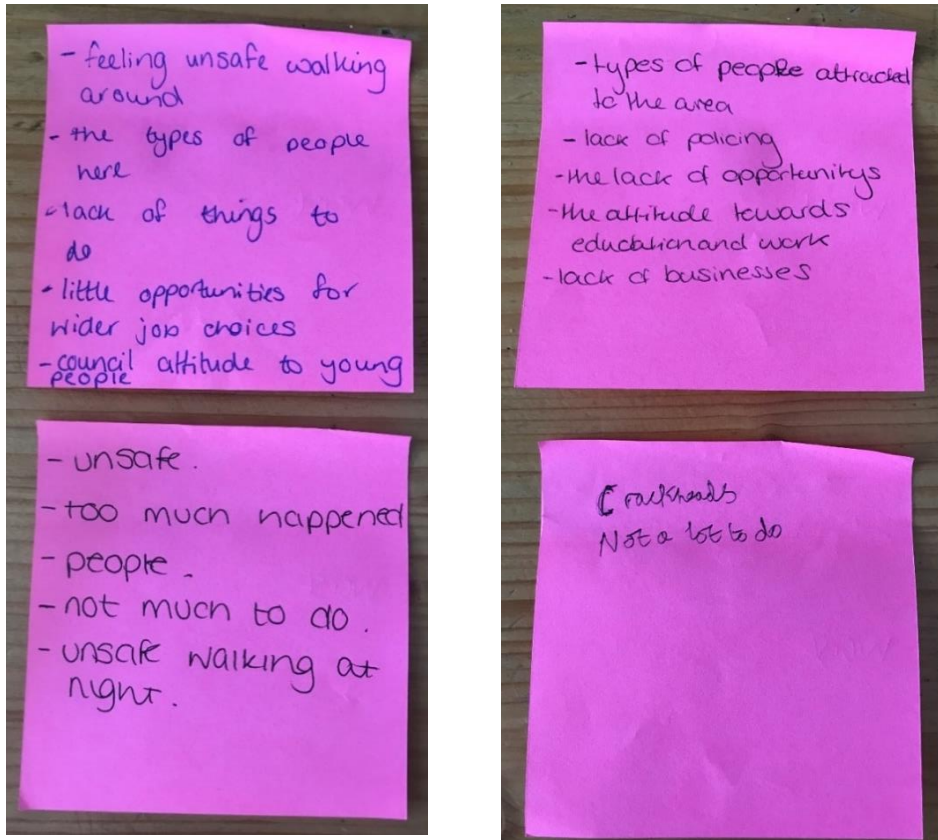 - feeling unsafe walking
around
- the types of people
here
- lack of things to
do
- little opportunities for
wider job choices
- council attitude to young
people
- types of people attracted
to the area
- lack of policing
- the lack of opportunitys
- the attitude towards
education and work
- lack of businesses
- unsafe.
- too much happened
- people.
- not much to do.
- unsafe walking at
night.
Crackheads
Not a lot to do